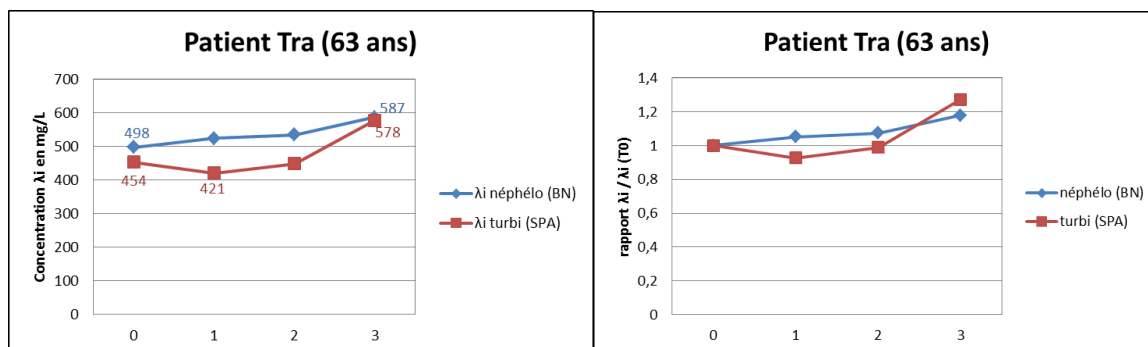 Patient Tra (63 ans)
Concentration λi en mg/L
700
600
500
400
300
200
100
0
498
587
454
421
578
0 1 2 3
λi néphélo (BN)
λi turbi (SPA)
Patient Tra (63 ans)
rapport λi / λi (T0)
1,4
1,2
1
0,8
0,6
0,4
0,2
0
0 1 2 3
néphélo (BN)
turbi (SPA)